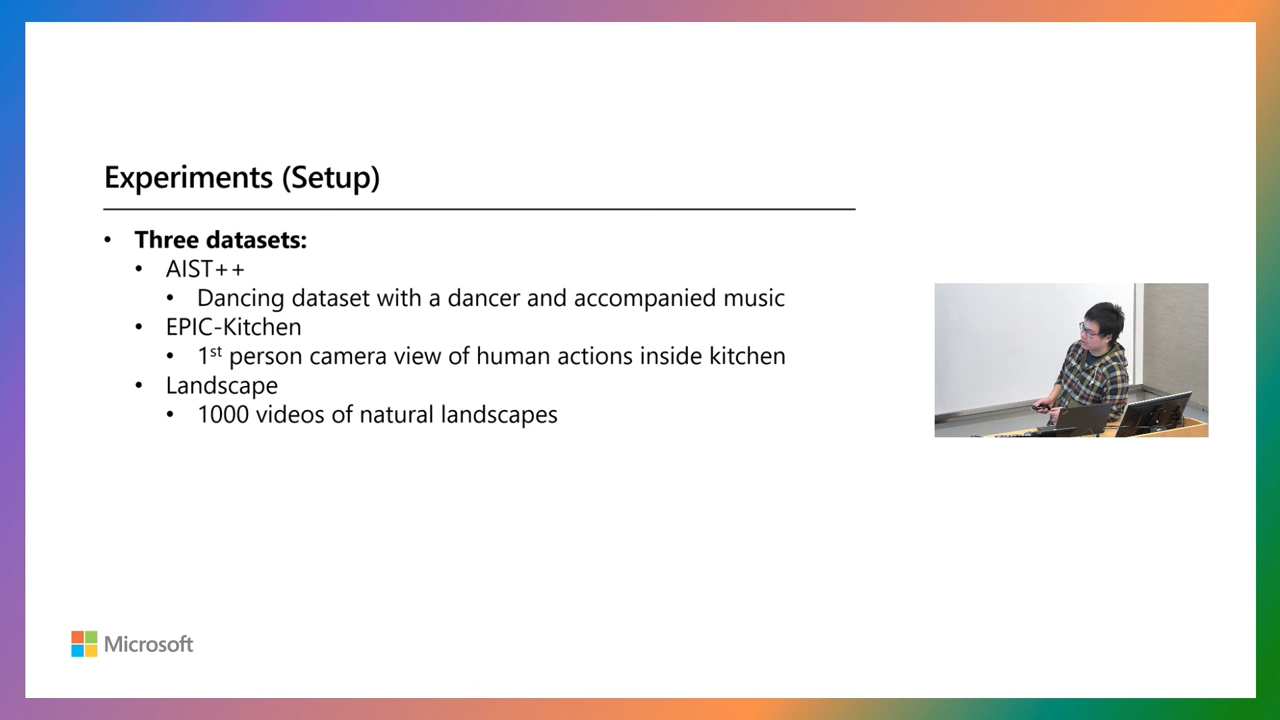 Experiments (Setup)
• Three datasets:
• AIST++
• Dancing dataset with a dancer and accompanied music
• EPIC-Kitchen
• 1st person camera view of human actions inside kitchen
• Landscape
• 1000 videos of natural landscapes
Microsoft